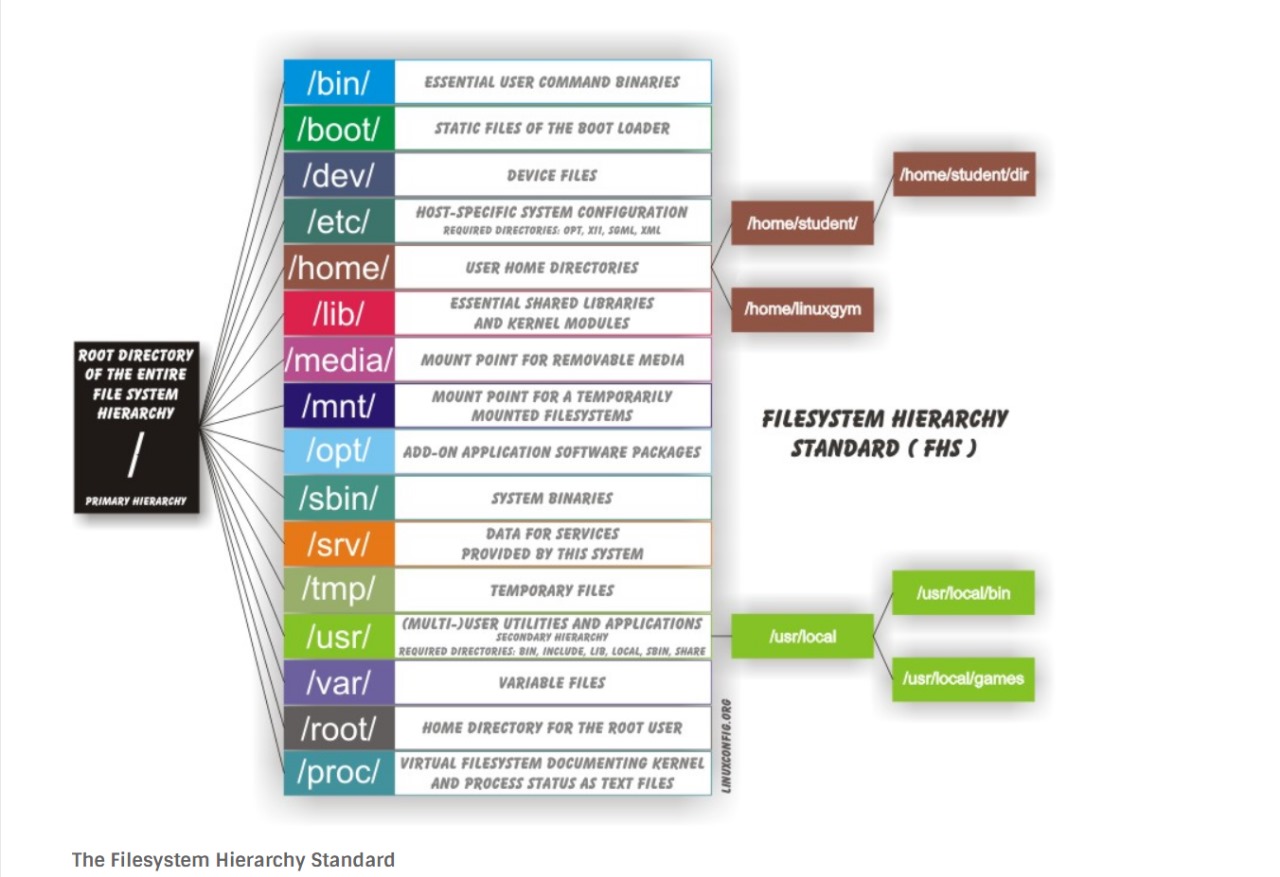 /bin/
ESSENTIAL USER COMMAND BINARIES
/boot/
STATIC FILES OF THE BOOT LOADER
/dev/
DEVICE FILES
/etc/
HOST-SPECIFIC SYSTEM CONFIGURATION
REQUIRED DIRECTORIES: OPT, XII, SGML, XML
/home/
USER HOME DIRECTORIES
/lib/
ESSENTIAL SHARED LIBRARIES
AND KERNEL MODULES
/media/
MOUNT POINT FOR REMOVABLE MEDIA
/mnt/
MOUNT POINT FOR A TEMPORARILY
MOUNTED FILESYSTEMS
/opt/
ADD-ON APPLICATION SOFTWARE PACKAGES
/sbin/
SYSTEM BINARIES
/srv/
DATA FOR SERVICES
PROVIDED BY THIS SYSTEM
/tmp/
TEMPORARY FILES
/usr/
(MULTI-)USER UTILITIES AND APPLICATIONS
SECONDARY HIERARCHY
REQUIRED DIRECTORIES: BIN, INCLUDE, LIB, LOCAL, SBIN, SHARE
/var/
VARIABLE FILES
/root/
HOME DIRECTORY FOR THE ROOT USER
/proc/
VIRTUAL FILESYSTEM DOCUMENTING KERNEL
AND PROCESS STATUS AS TEXT FILES
ROOT DIRECTORY
OF THE ENTIRE
FILE SYSTEM
HIERARCHY
/
PRIMARY HIERARCHY
/home/student/dir
/home/student/
/home/linuxgym
FILESYSTEM HIERARCHY
STANDARD ( FHS )
/usr/local/bin
/usr/local
/usr/local/games
LINUXCONFIG.ORG
The Filesystem Hierarchy Standard